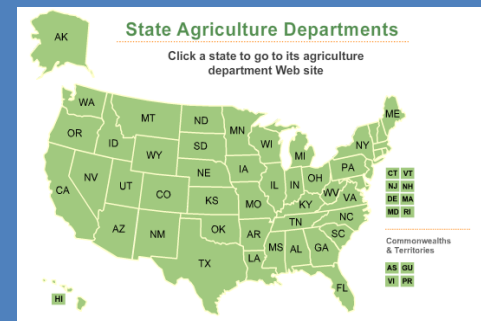 State Agriculture Departments
Click a state to go to its agriculture
department Web site
AK
WA
MT
ND
MN
ME
OR
ID
SD
WI
MI
NY
WY
NE
IA
PA
CA
NV
UT
CO
KS
MO
IL
IN
OH
KY
WV
VA
CT VT
NJ NH
DE MA
MD RI
AZ
NM
OK
AR
TN
NC
SC
TX
LA
MS
AL
GA
FL
HI
Commonwealths
& Territories
AS GU
VI PR